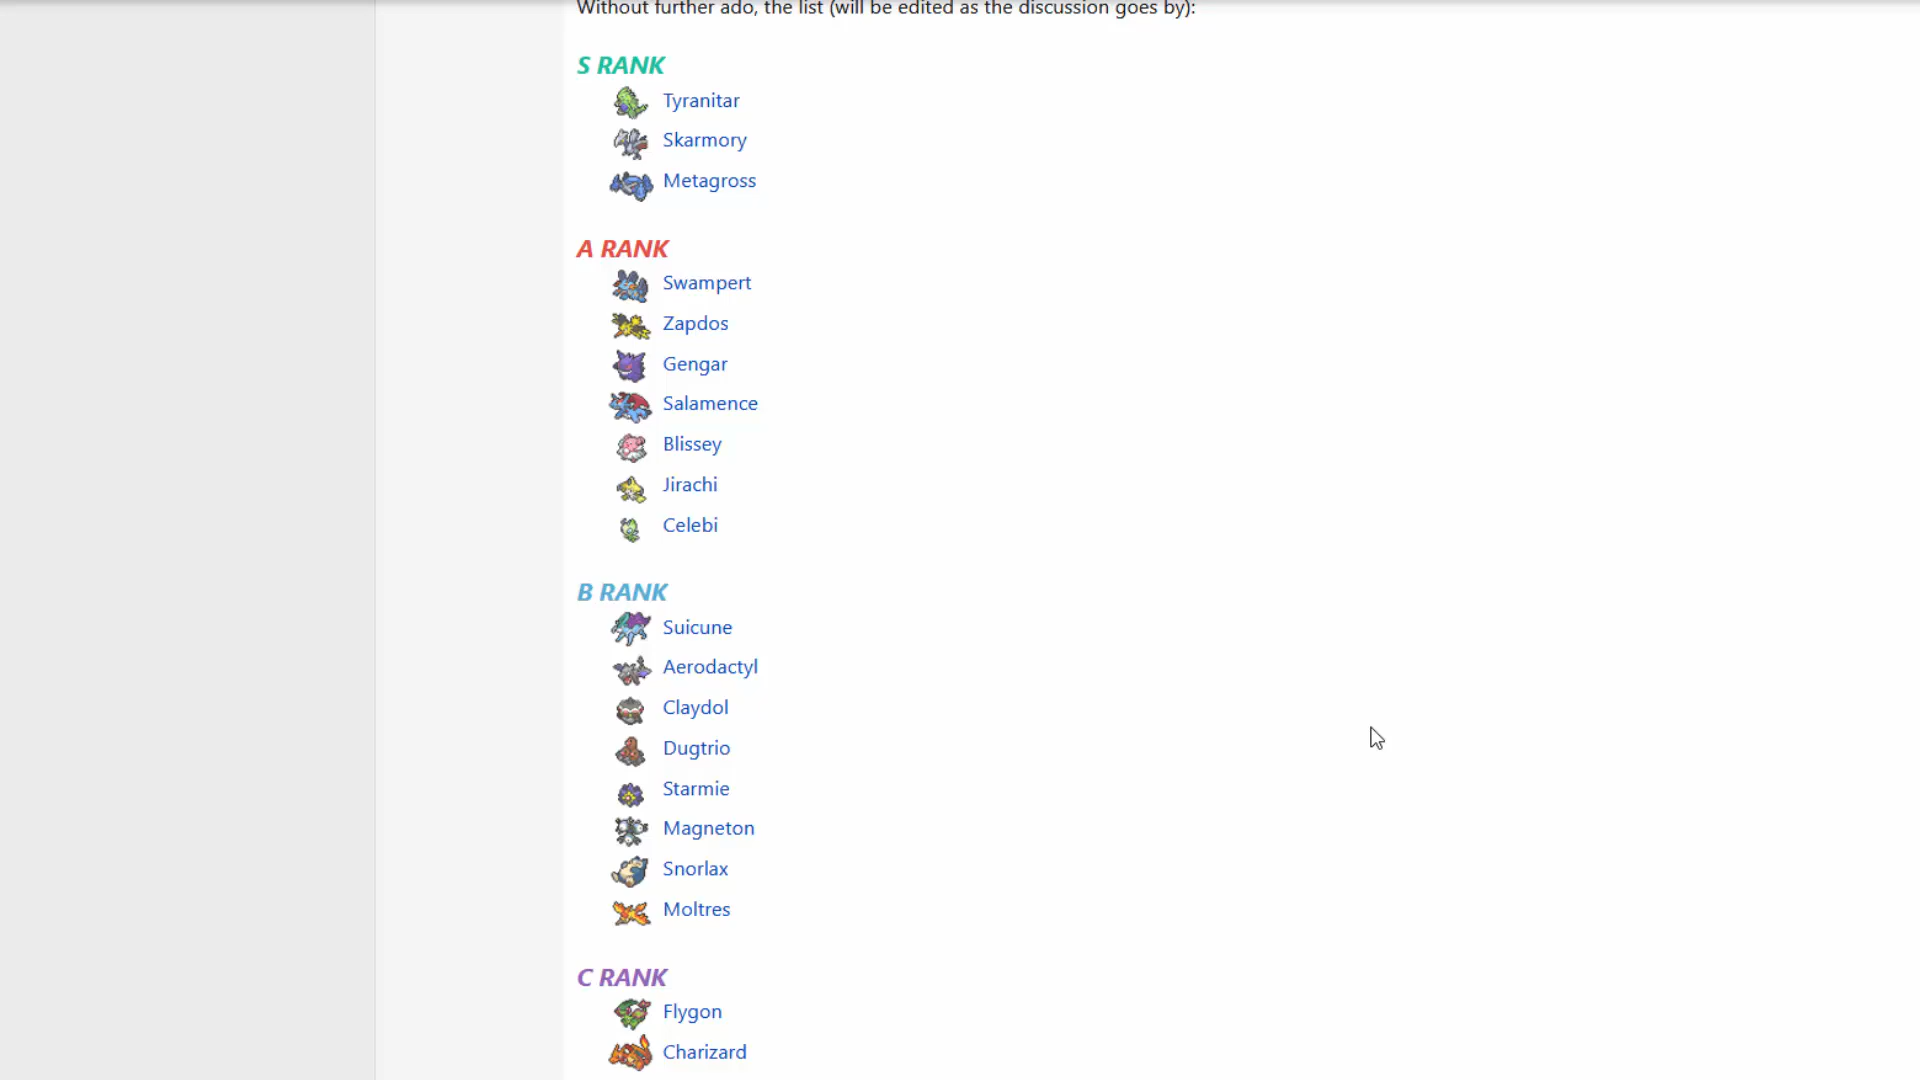 Without further ado, the list (will be edited as the discussion goes by):
S RANK
Tyranitar
Skarmory
Metagross
A RANK
Swampert
Zapdos
Gengar
Salamence
Blissey
Jirachi
Celebi
B RANK
Suicune
Aerodactyl
Claydol
Dugtrio
Starmie
Magneton
Snorlax
Moltres
C RANK
Flygon
Charizard